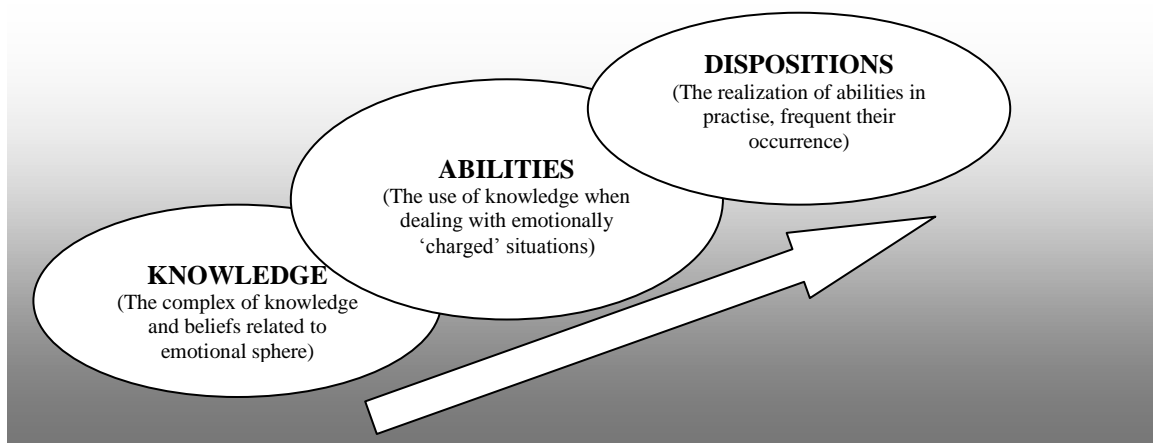 DISPOSITIONS
(The realization of abilities in
practise, frequent their
occurrence)
ABILITIES
(The use of knowledge when
dealing with emotionally
‘charged’ situations)
KNOWLEDGE
(The complex of knowledge
and beliefs related to
emotional sphere)